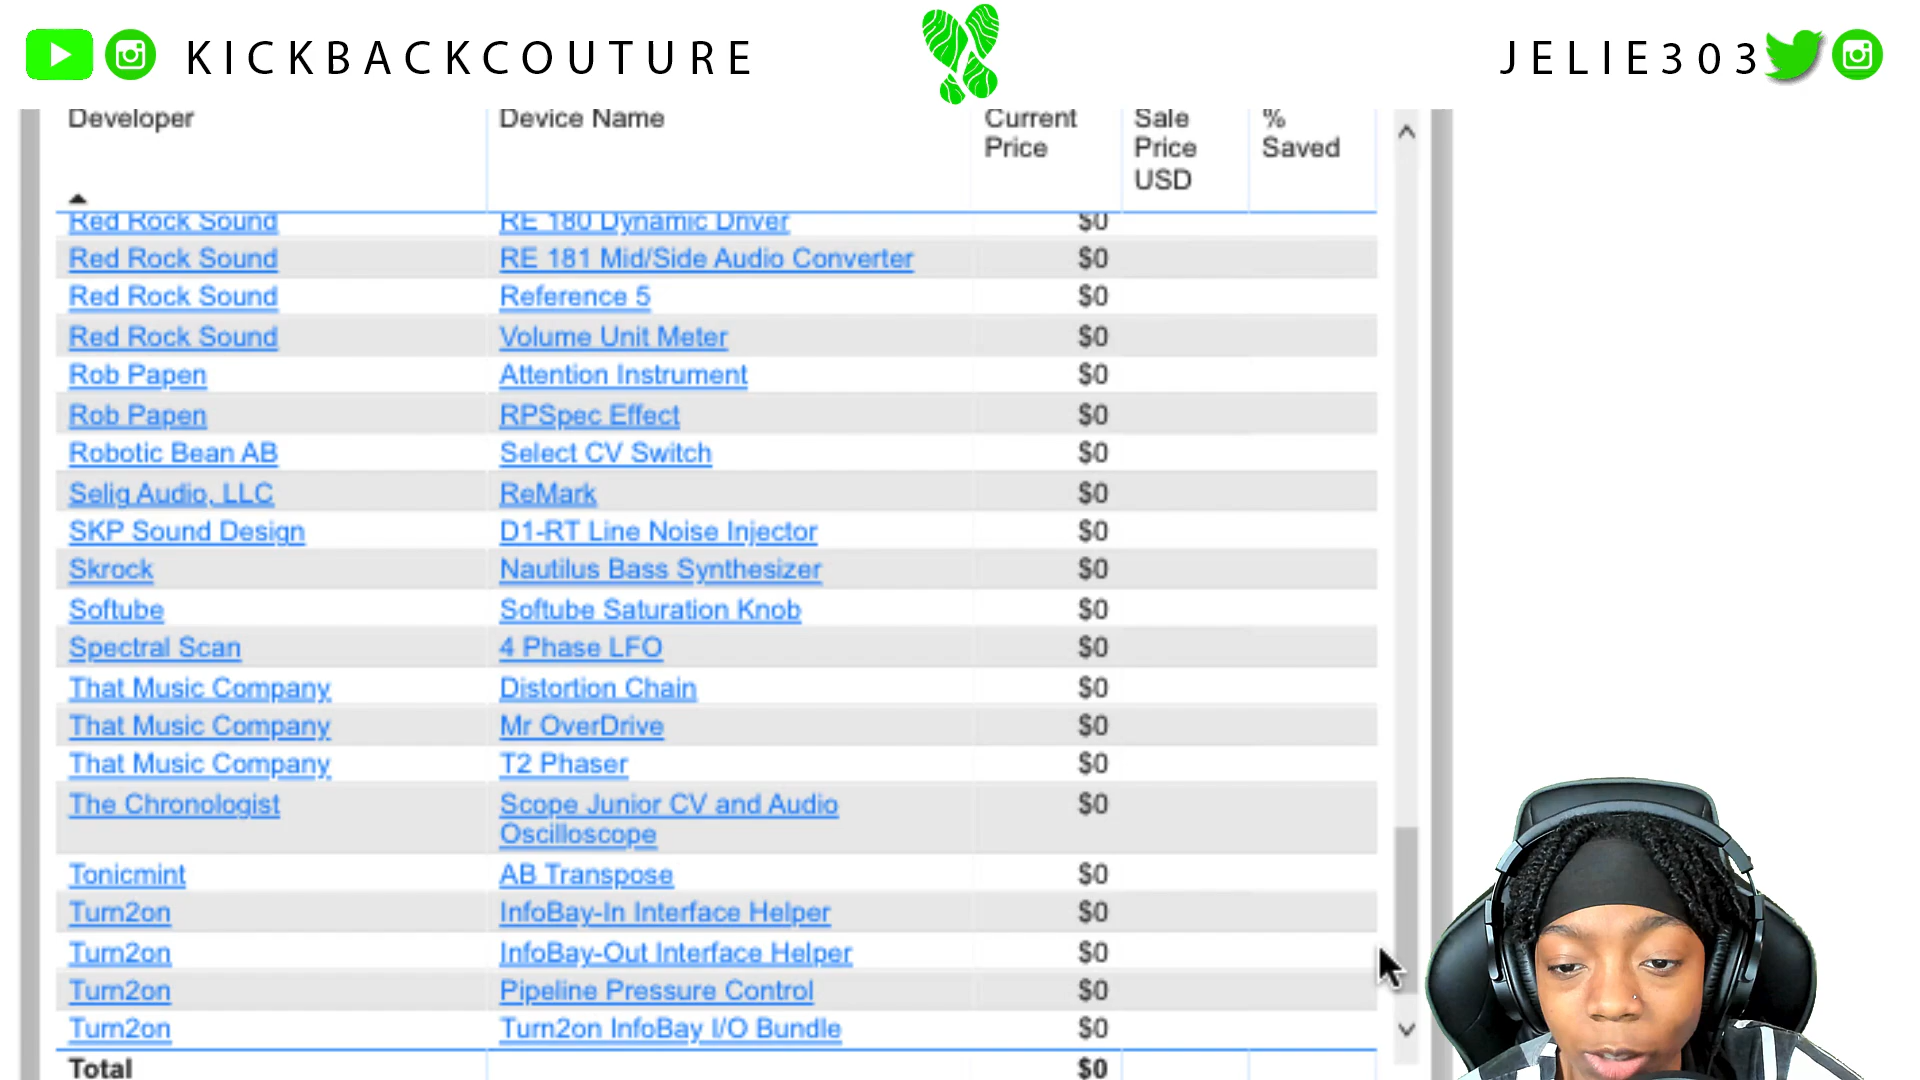 KICKBACKCOUTURE
JELIE303
Developer Device Name Current Price Sale Price USD % Saved
Red Rock Sound RE 180 Dynamic Driver $0
Red Rock Sound RE 181 Mid/Side Audio Converter $0
Red Rock Sound Reference 5 $0
Red Rock Sound Volume Unit Meter $0
Rob Papen Attention Instrument $0
Rob Papen RPSpec Effect $0
Robotic Bean AB Select CV Switch $0
Selig Audio, LLC ReMark $0
SKP Sound Design D1-RT Line Noise Injector $0
Skrock Nautilus Bass Synthesizer $0
Softube Softube Saturation Knob $0
Spectral Scan 4 Phase LFO $0
That Music Company Distortion Chain $0
That Music Company Mr OverDrive $0
That Music Company T2 Phaser $0
The Chronologist Scope Junior CV and Audio Oscilloscope $0
Tonicmint AB Transpose $0
Turn2on InfoBay-In Interface Helper $0
Turn2on InfoBay-Out Interface Helper $0
Turn2on Pipeline Pressure Control $0
Turn2on Turn2on InfoBay I/O Bundle $0
Total $0